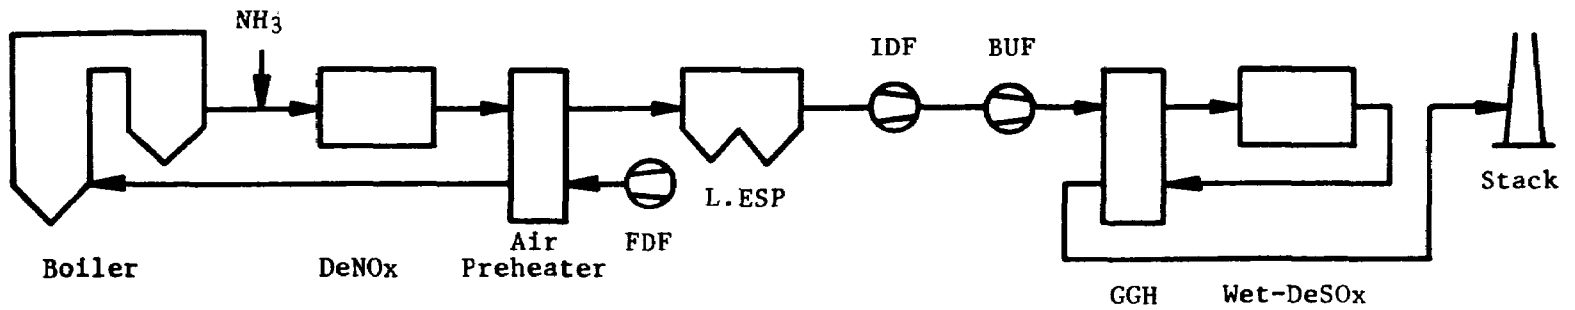 NH3
IDF
BUF
L.ESP
Stack
Air
Preheater
FDF
Boiler
DeNOx
GGH
Wet-DeSOx